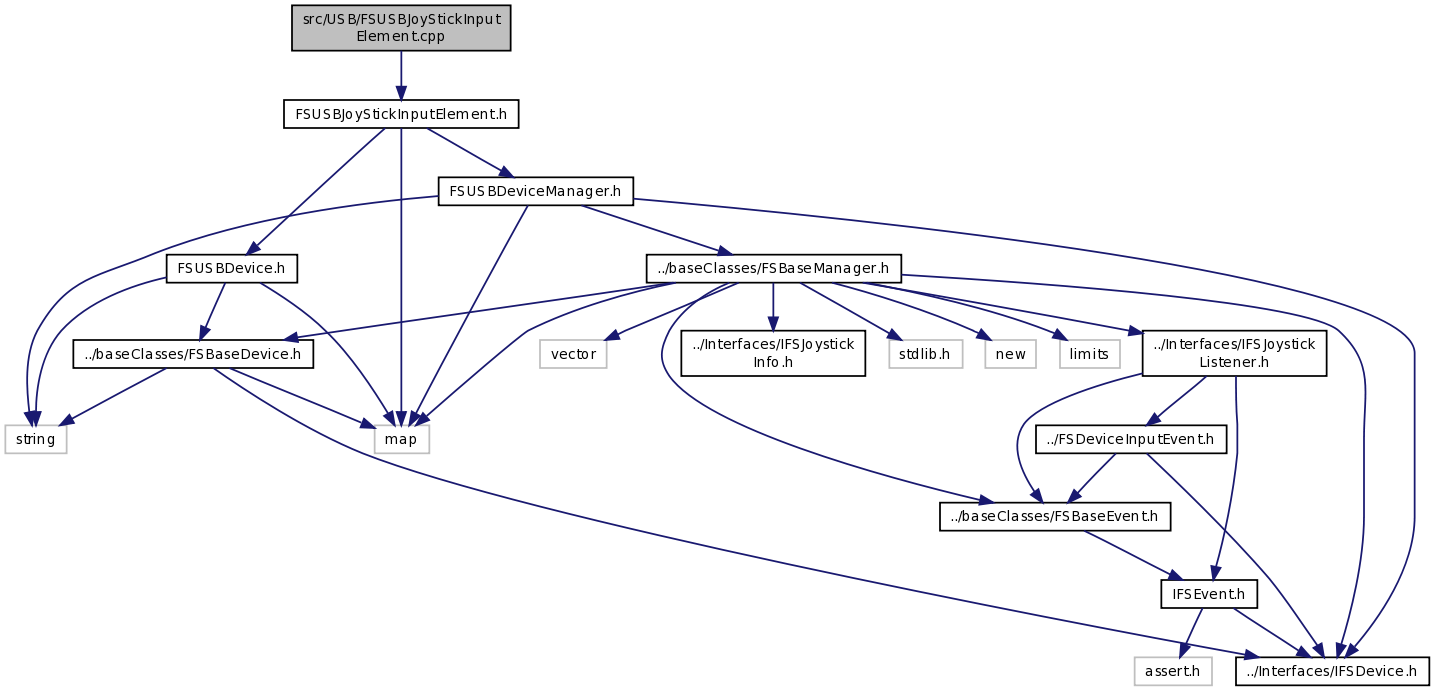 src/USB/FSUSBJoyStickInput
Element.cpp
FSUSBJoyStickInputElement.h
FSUSBDeviceManager.h
FSUSBDevice.h
../baseClasses/FSBaseManager.h
../baseClasses/FSBaseDevice.h
vector
../Interfaces/IFSJoystick
Info.h
stdlib.h
new
limits
../Interfaces/IFSJoystick
Listener.h
string
map
../FSDeviceInputEvent.h
../baseClasses/FSBaseEvent.h
IFSEvent.h
assert.h
../Interfaces/IFSDevice.h